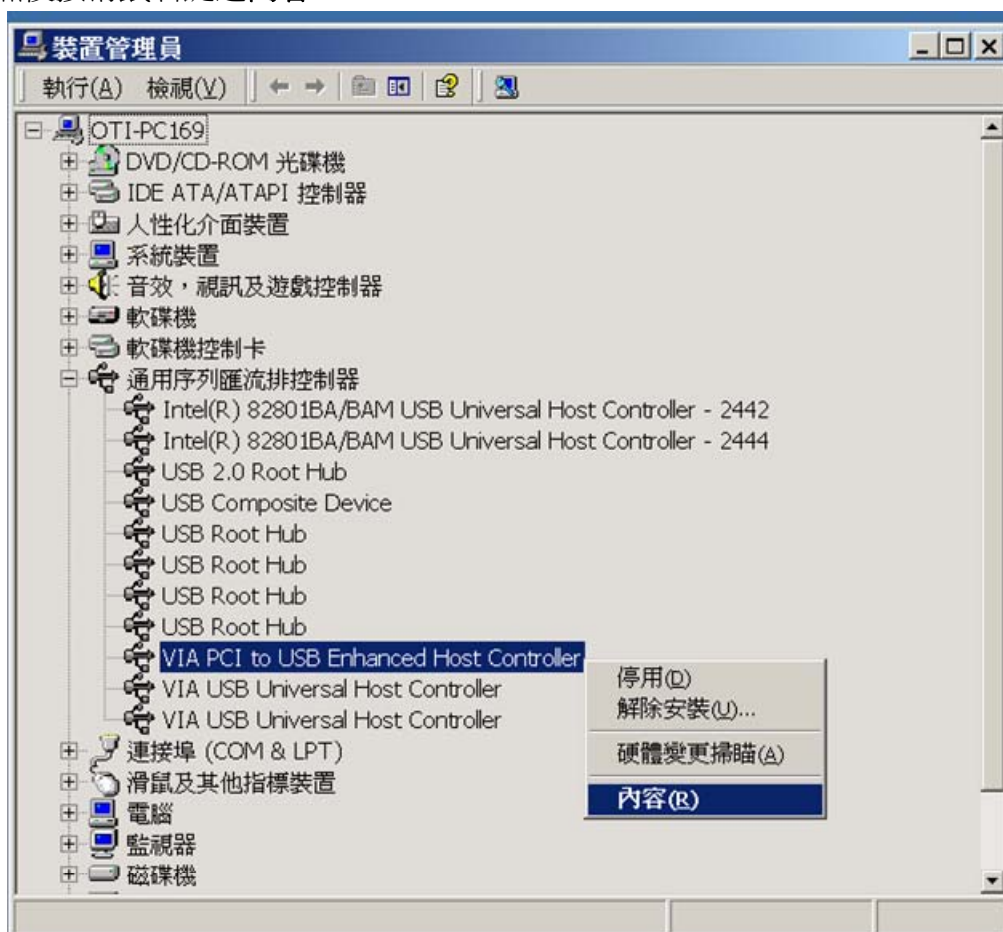 裝置管理員
執行(A) 檢視(V)
OTI-PC169
DVD/CD-ROM 光碟機
IDE ATA/ATAPI 控制器
人性化介面裝置
系統裝置
音效，視訊及遊戲控制器
軟碟機
軟碟機控制卡
通用序列匯流排控制器
Intel(R) 82801BA/BAM USB Universal Host Controller - 2442
Intel(R) 82801BA/BAM USB Universal Host Controller - 2444
USB 2.0 Root Hub
USB Composite Device
USB Root Hub
USB Root Hub
USB Root Hub
USB Root Hub
VIA PCI to USB Enhanced Host Controller
VIA USB Universal Host Controller
VIA USB Universal Host Controller
連接埠 (COM & LPT)
滑鼠及其他指標裝置
電腦
監視器
磁碟機
停用(D)
解除安裝(U)...
硬體變更掃瞄(A)
內容(R)